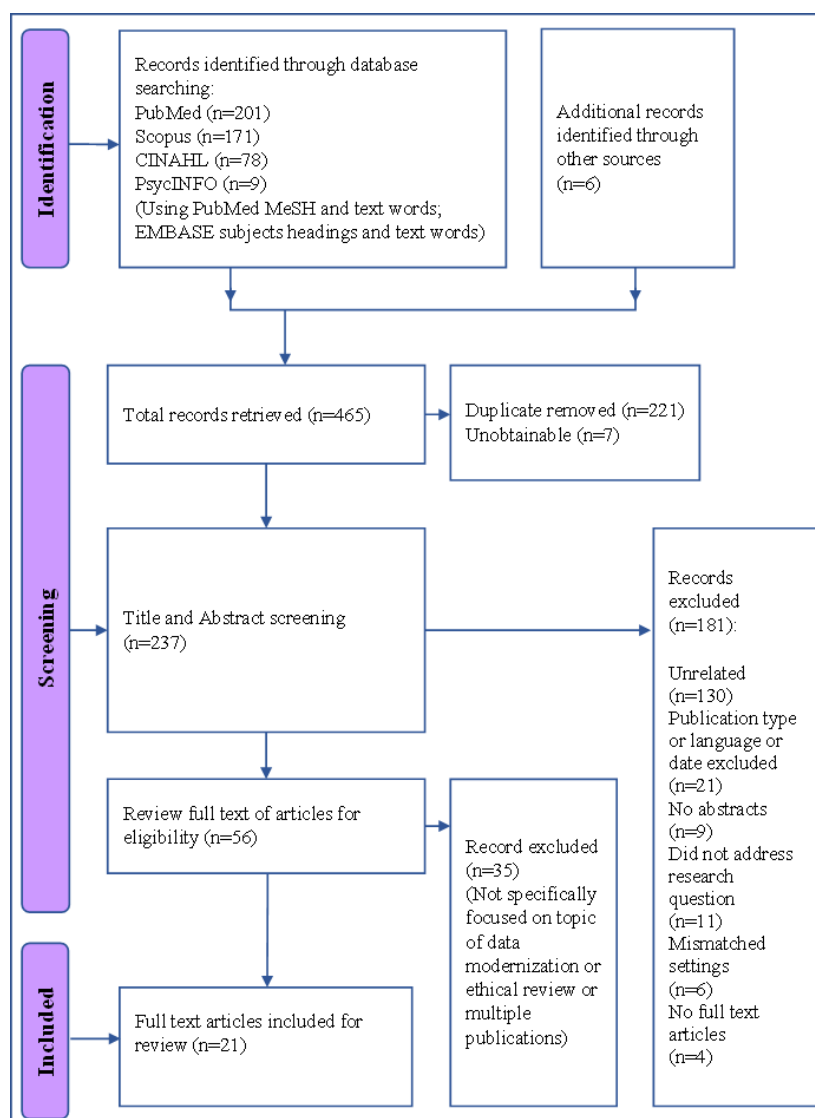 Identification
Records identified through database
searching:
PubMed (n=201)
Scopus (n=171)
CINAHL (n=78)
PsycINFO (n=9)
(Using PubMed MeSH and text words;
EMBASE subjects headings and text words)
Additional records
identified through
other sources
(n=6)
Screening
Total records retrieved (n=465)
Duplicate removed (n=221)
Unobtainable (n=7)
Title and Abstract screening
(n=237)
Records
excluded
(n=181):
Unrelated
(n=130)
Publication type
or language or
date excluded
(n=21)
No abstracts
(n=9)
Did not address
research
question
(n=11)
Mismatched
settings
(n=6)
No full text
articles
(n=4)
Review full text of articles for
eligibility (n=56)
Record excluded
(n=35)
(Not specifically
focused on topic
of data
modernization or
ethical review or
multiple
publications)
Included
Full text articles included for
review (n=21)